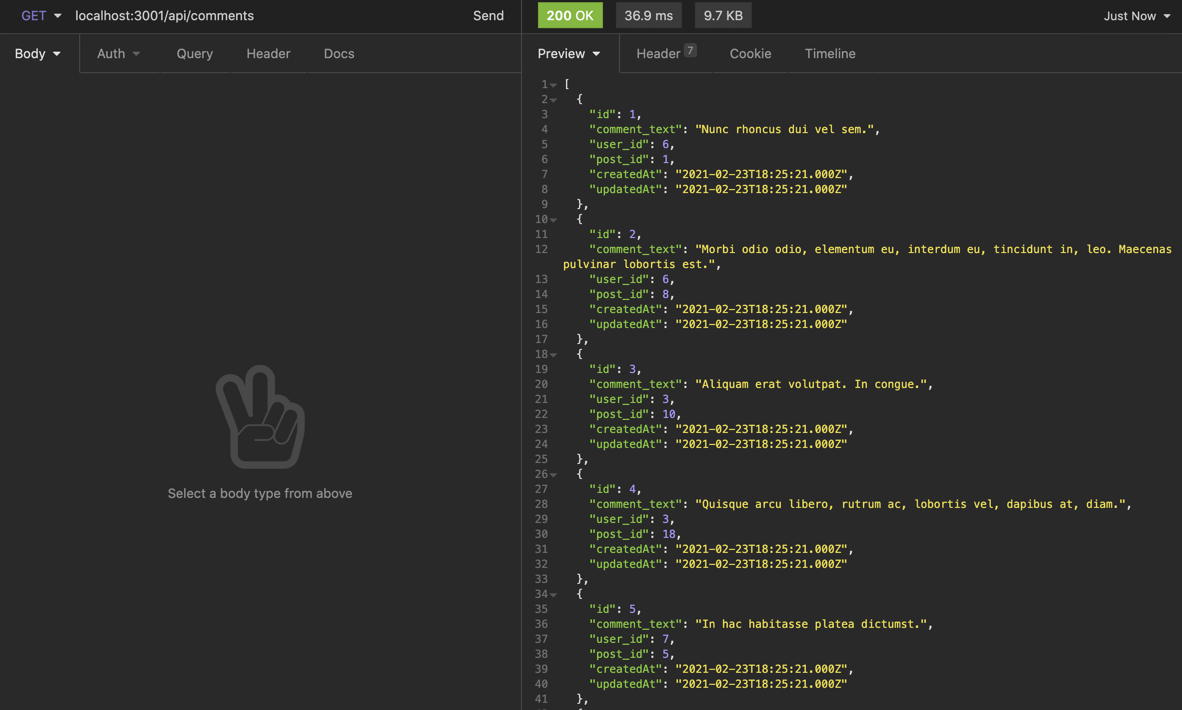 GET localhost:3001/api/comments Send
200 OK 36.9 ms 9.7 KB Just Now
Body Auth Query Header Docs
Preview Header 7 Cookie Timeline
Select a body type from above
1 [
2 {
3 "id": 1,
4 "comment_text": "Nunc rhoncus dui vel sem.",
5 "user_id": 6,
6 "post_id": 1,
7 "createdAt": "2021-02-23T18:25:21.000Z",
8 "updatedAt": "2021-02-23T18:25:21.000Z"
9 },
10 {
11 "id": 2,
12 "comment_text": "Morbi odio odio, elementum eu, interdum eu, tincidunt in, leo. Maecenas
pulvinar lobortis est.",
13 "user_id": 6,
14 "post_id": 8,
15 "createdAt": "2021-02-23T18:25:21.000Z",
16 "updatedAt": "2021-02-23T18:25:21.000Z"
17 },
18 {
19 "id": 3,
20 "comment_text": "Aliquam erat volutpat. In congue.",
21 "user_id": 3,
22 "post_id": 10,
23 "createdAt": "2021-02-23T18:25:21.000Z",
24 "updatedAt": "2021-02-23T18:25:21.000Z"
25 },
26 {
27 "id": 4,
28 "comment_text": "Quisque arcu libero, rutrum ac, lobortis vel, dapibus at, diam.",
29 "user_id": 3,
30 "post_id": 18,
31 "createdAt": "2021-02-23T18:25:21.000Z",
32 "updatedAt": "2021-02-23T18:25:21.000Z"
33 },
34 {
35 "id": 5,
36 "comment_text": "In hac habitasse platea dictumst.",
37 "user_id": 7,
38 "post_id": 5,
39 "createdAt": "2021-02-23T18:25:21.000Z",
40 "updatedAt": "2021-02-23T18:25:21.000Z"
41 },